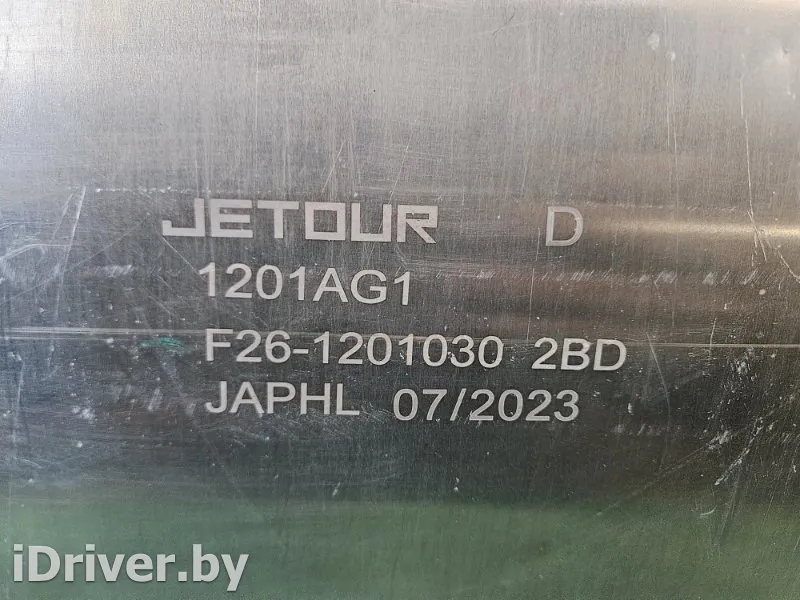 JETOUR D
1201AG1
F26-1201030 2BD
JAPHL 07/2023
iDriver.by